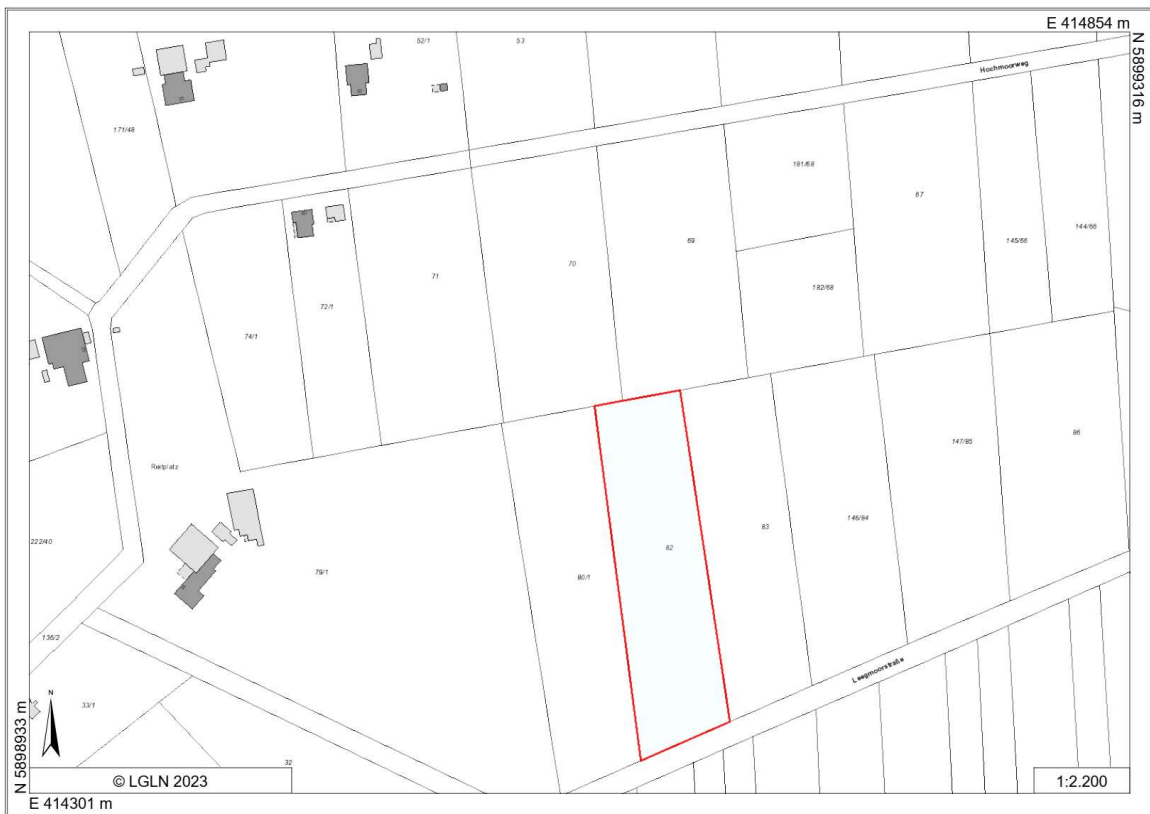 E 414854 m
N 5899316 m
52/1
53
Hochmoorweg
171/48
181/68
67
69
145/66
144/66
70
71
182/68
72/1
74/1
86
147/85
Reitplatz
83
146/84
222/40
82
79/1
80/1
136/2
Leegmoorstraße
N
33/1
32
N 5898933 m
© LGLN 2023
1:2.200
E 414301 m